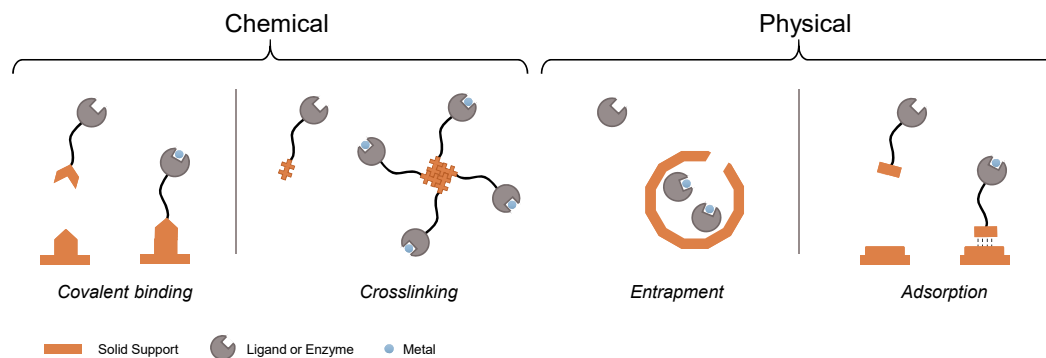 Chemical
Physical
Covalent binding
Crosslinking
Entrapment
Adsorption
Solid Support
Ligand or Enzyme
Metal